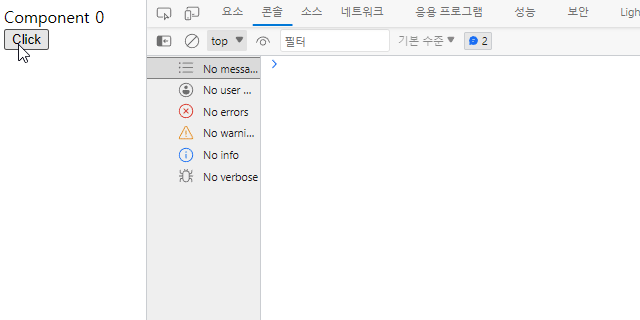 Component 0
Click
요소
콘솔
소스
네트워크
응용 프로그램
성능
보안
Ligh
top
필터
기본 수준
2
No messa...
No user ...
No errors
No warni...
No info
No verbose